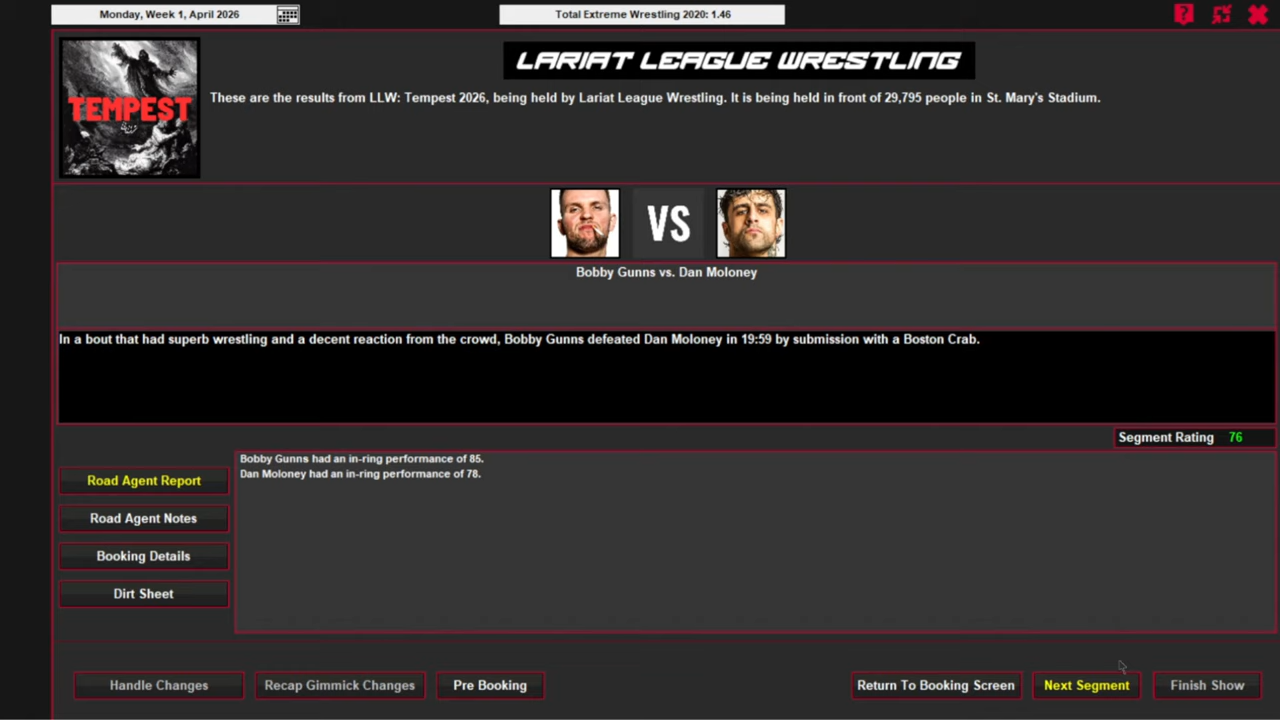 Monday, Week 1, April 2026
Total Extreme Wrestling 2020: 1.46
?
TEMPEST
LARIAT LEAGUE WRESTLING
These are the results from LLW: Tempest 2026, being held by Lariat League Wrestling. It is being held in front of 29,795 people in St. Mary's Stadium.
VS
Bobby Gunns vs. Dan Moloney
In a bout that had superb wrestling and a decent reaction from the crowd, Bobby Gunns defeated Dan Moloney in 19:59 by submission with a Boston Crab.
Segment Rating 76
Bobby Gunns had an in-ring performance of 85.
Dan Moloney had an in-ring performance of 78.
Road Agent Report
Road Agent Notes
Booking Details
Dirt Sheet
Handle Changes
Recap Gimmick Changes
Pre Booking
Return To Booking Screen
Next Segment
Finish Show